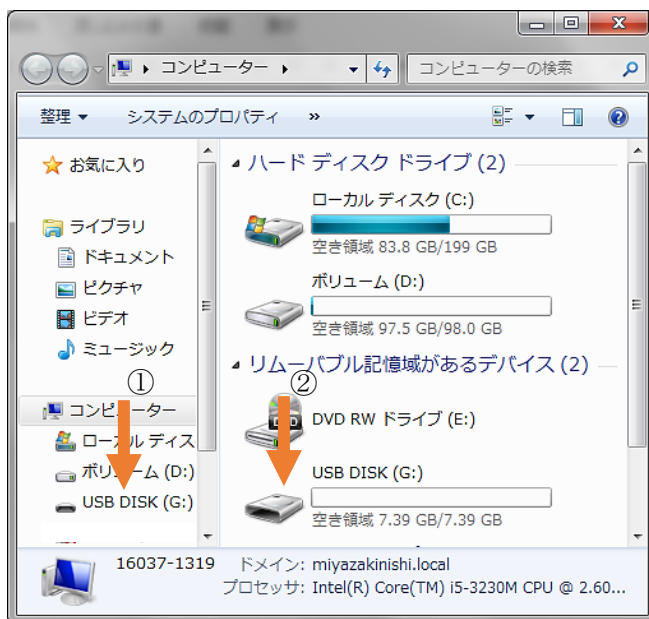 コンピューター
コンピューターの検索
整理
システムのプロパティ
»
お気に入り
ライブラリ
ドキュメント
ピクチャ
ビデオ
ミュージック
①
コンピューター
ローカル ディス
ボリューム (D:)
USB DISK (G:)
ハード ディスク ドライブ (2)
ローカル ディスク (C:)
空き領域 83.8 GB/199 GB
ボリューム (D:)
空き領域 97.5 GB/98.0 GB
リムーバブル記憶域があるデバイス (2)
②
DVD RW ドライブ (E:)
USB DISK (G:)
空き領域 7.39 GB/7.39 GB
16037-1319 ドメイン: miyazakinishi.local
プロセッサ: Intel(R) Core(TM) i5-3230M CPU @ 2.60...